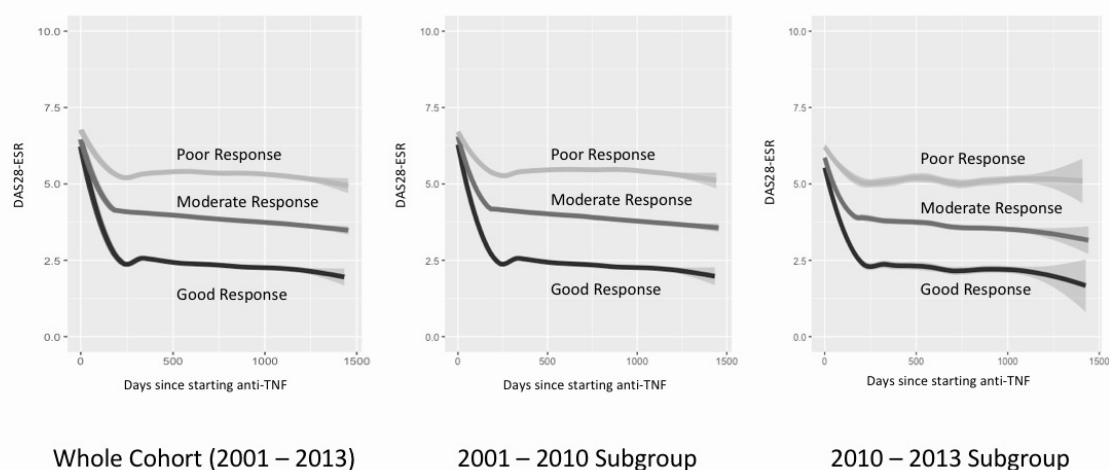 10.0
7.5
5.0
2.5
0.0
DAS28-ESR
Poor Response
Moderate Response
Good Response
0
500
1000
1500
Days since starting anti-TNF
Whole Cohort (2001 – 2013)
10.0
7.5
5.0
2.5
0.0
DAS28-ESR
Poor Response
Moderate Response
Good Response
0
500
1000
1500
Days since starting anti-TNF
2001 – 2010 Subgroup
10.0
7.5
5.0
2.5
0.0
DAS28-ESR
Poor Response
Moderate Response
Good Response
0
500
1000
1500
Days since starting anti-TNF
2010 – 2013 Subgroup